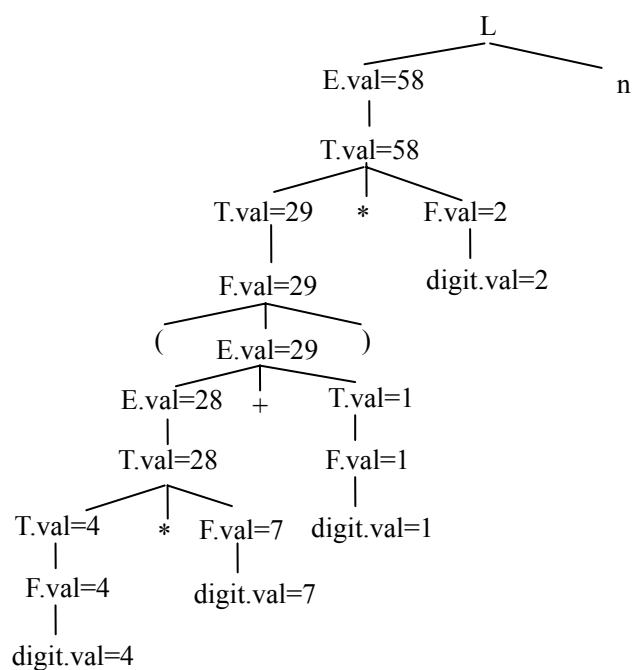 L
E.val=58 n
T.val=58
T.val=29 * F.val=2
F.val=29 digit.val=2
( E.val=29 )
E.val=28 + T.val=1
T.val=28 F.val=1
T.val=4 * F.val=7 digit.val=1
F.val=4 digit.val=7
digit.val=4